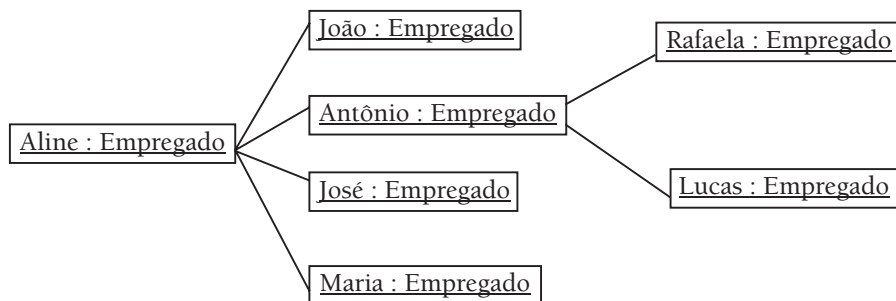 João : Empregado
Rafaela : Empregado
Antônio : Empregado
Aline : Empregado
José : Empregado
Lucas : Empregado
Maria : Empregado